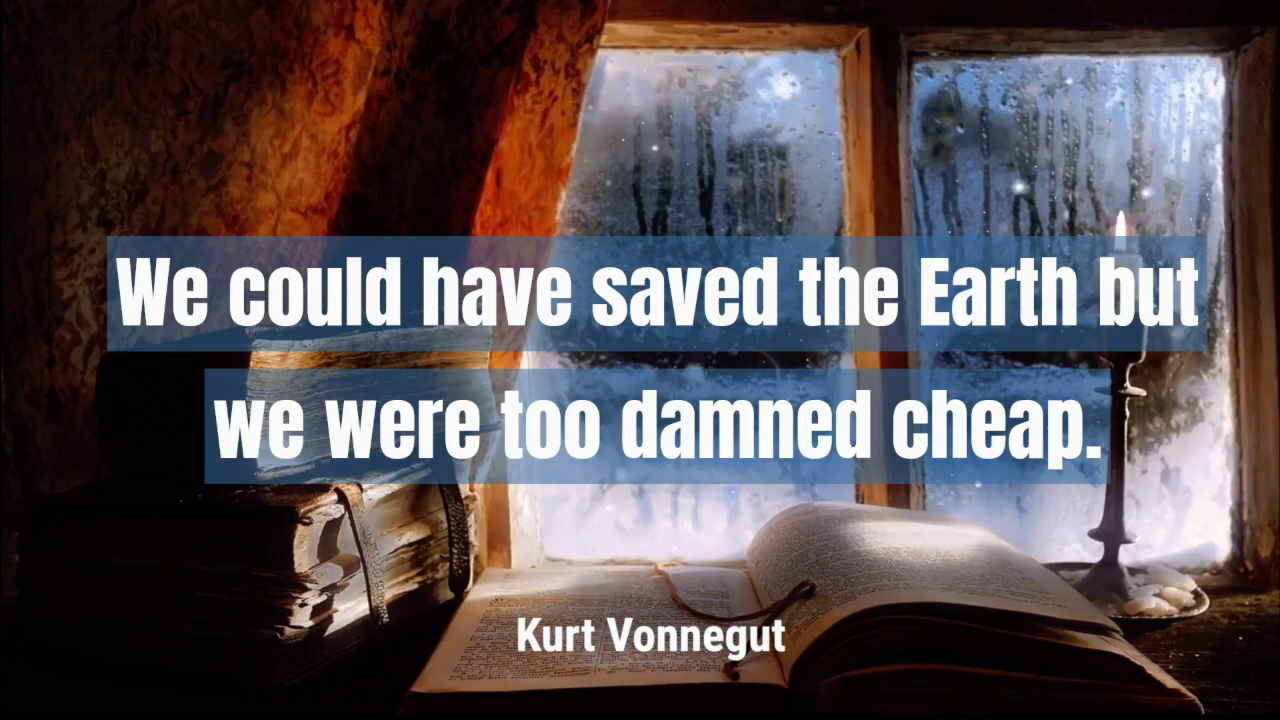 We could have saved the Earth but
we were too damned cheap.
Kurt Vonnegut